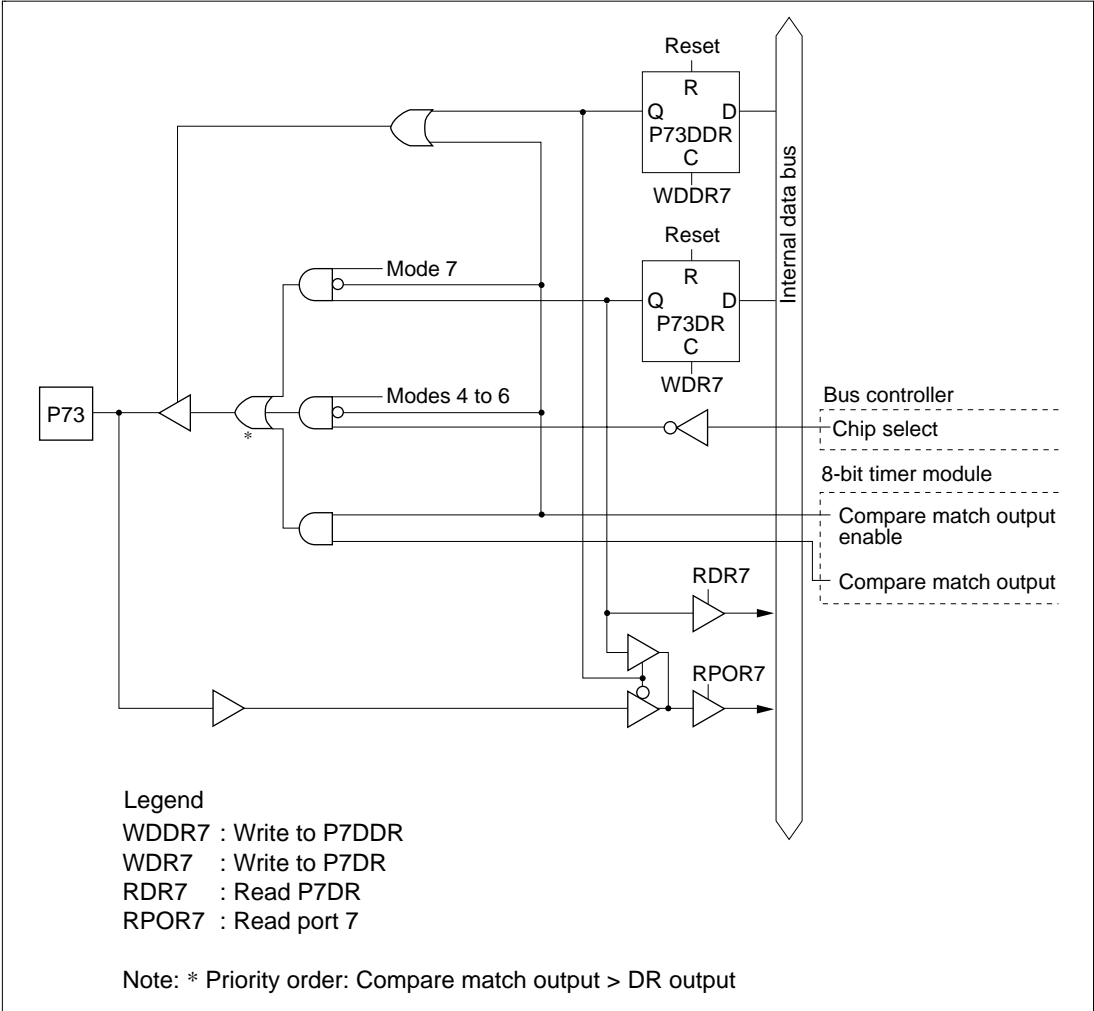 Reset
R
Q D
P73DDR
C
WDDR7
Internal data bus
Reset
Mode 7
R
Q D
P73DR
C
WDR7
P73
*
Modes 4 to 6
Bus controller
Chip select
8-bit timer module
Compare match output
enable
Compare match output
RDR7
RPOR7
Legend
WDDR7 : Write to P7DDR
WDR7 : Write to P7DR
RDR7 : Read P7DR
RPOR7 : Read port 7
Note: * Priority order: Compare match output > DR output